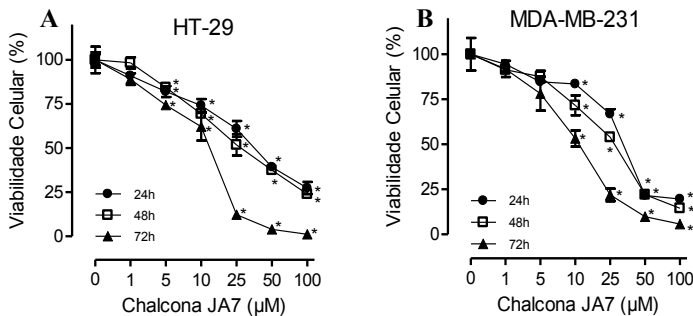 A
HT-29
Viabilidade Celular (%)
100
75
50
25
0
24h
48h
72h
* * * * * * * * * * * * * * * *
0 1 5 10 25 50 100
Chalcona JA7 (µM)
B
MDA-MB-231
Viabilidade Celular (%)
100
75
50
25
0
24h
48h
72h
* * * * * * * * * * * *
0 1 5 10 25 50 100
Chalcona JA7 (µM)